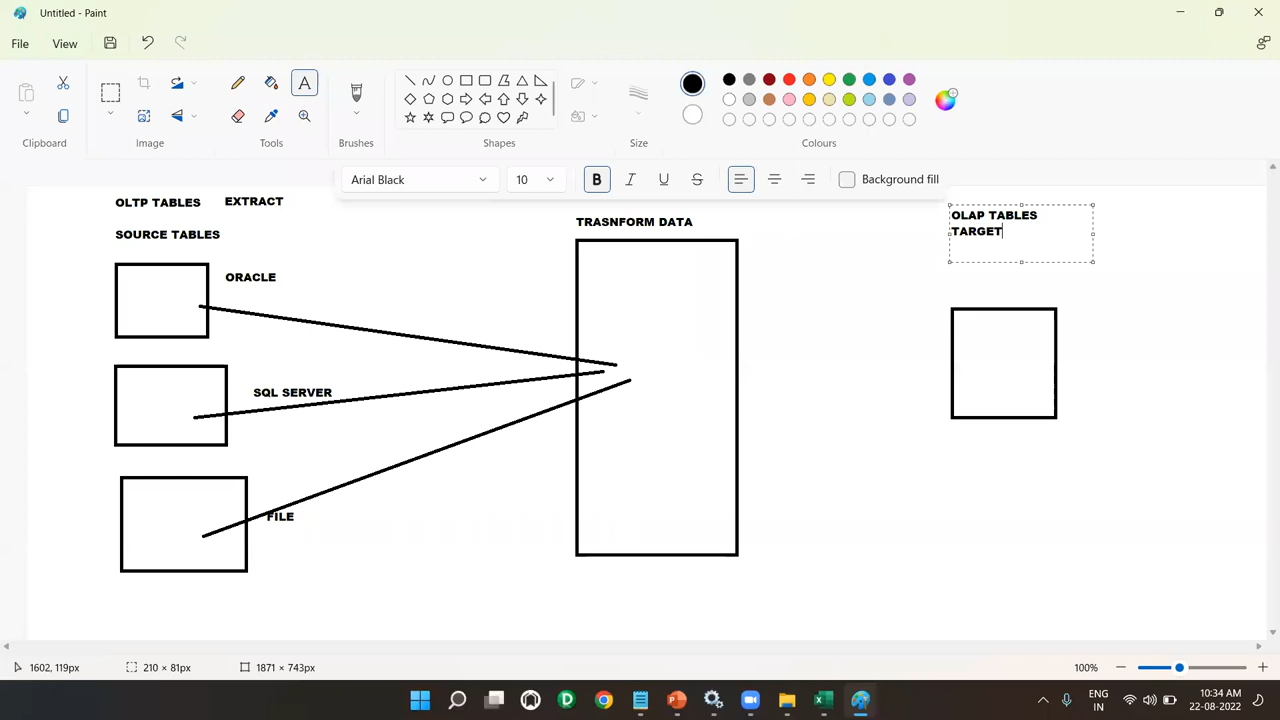 Untitled - Paint
File
View
Arial Black
10
B
I
U
S
A
Background fill
Clipboard
Image
Tools
Brushes
Shapes
Size
Colours
OLTP TABLES
EXTRACT
SOURCE TABLES
ORACLE
SQL SERVER
FILE
TRASNFORM DATA
OLAP TABLES
TARGET
1602, 119px
210 × 81px
1871 × 743px
100%
ENG
IN
10:34 AM
22-08-2022